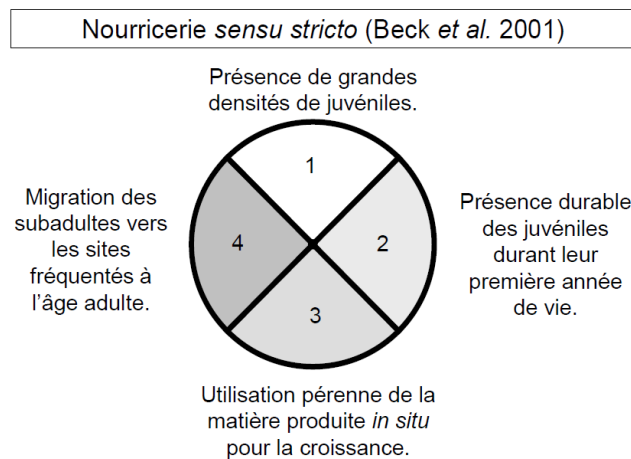 Nourricerie sensu stricto (Beck et al. 2001)
Présence de grandes
densités de juvéniles.
1
Migration des
subadultes vers
les sites
fréquentés à
l'âge adulte.
4
2
Présence durable
des juvéniles
durant leur
première année
de vie.
3
Utilisation pérenne de la
matière produite in situ
pour la croissance.